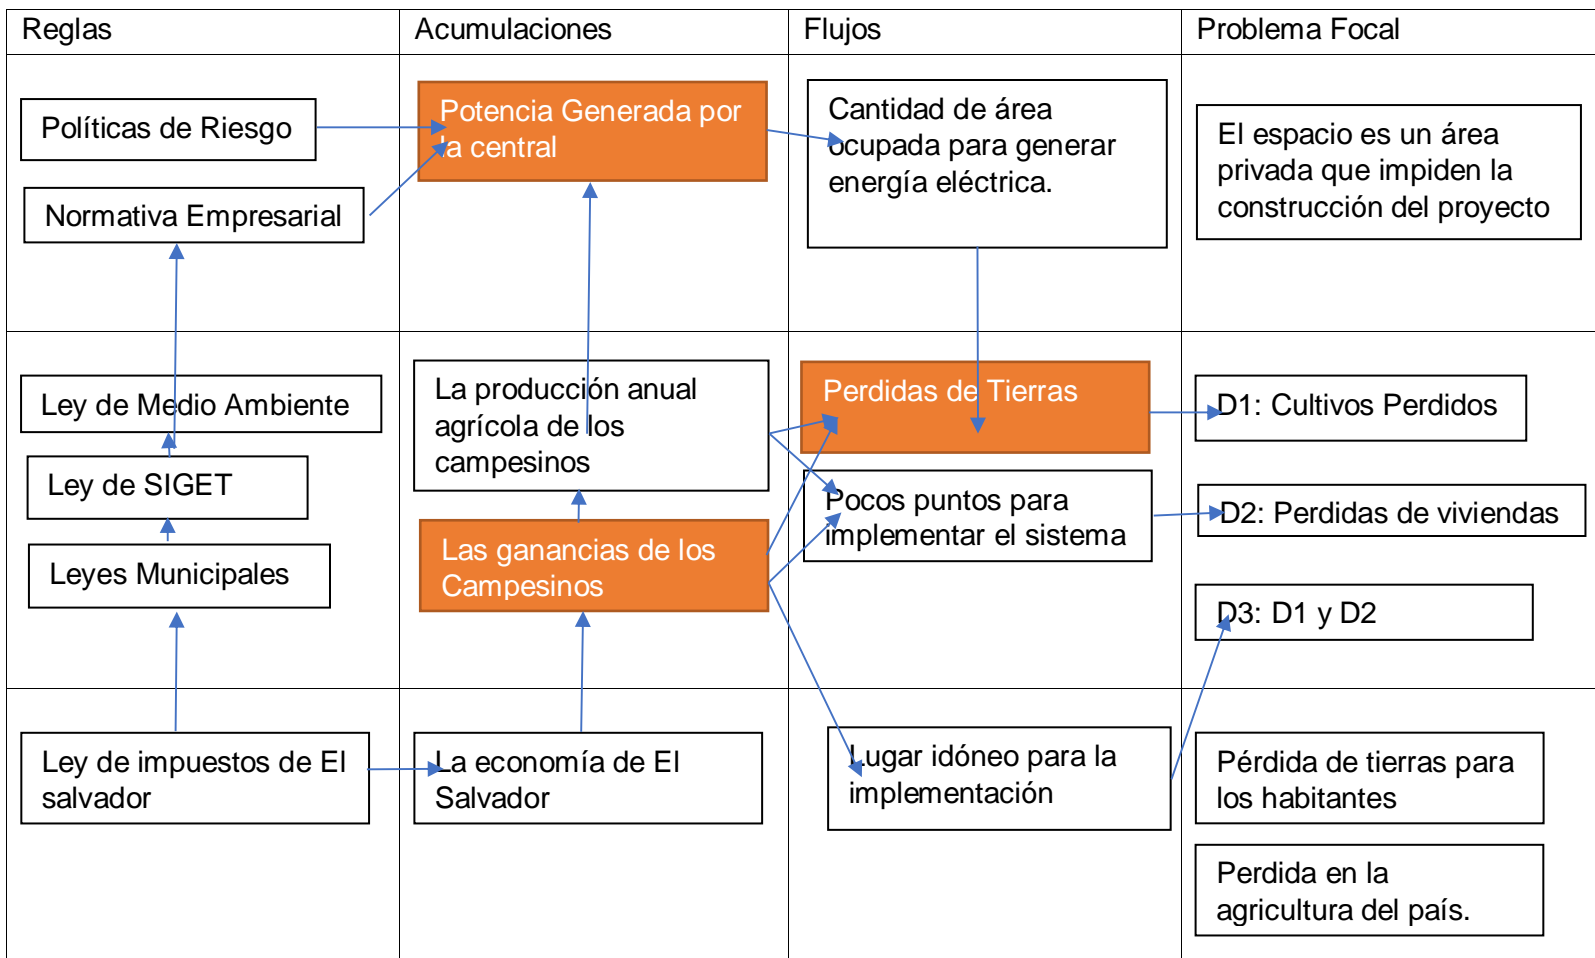 Reglas
Acumulaciones
Flujos
Problema Focal
Políticas de Riesgo
Normativa Empresarial
Potencia Generada por
la central
Cantidad de área
ocupada para generar
energía eléctrica.
El espacio es un área
privada que impiden la
construcción del proyecto
Ley de Medio Ambiente
Ley de SIGET
Leyes Municipales
La producción anual
agrícola de los
campesinos
Las ganancias de los
Campesinos
Perdidas de Tierras
Pocos puntos para
implementar el sistema
D1: Cultivos Perdidos
D2: Perdidas de viviendas
D3: D1 y D2
Ley de impuestos de El
salvador
La economía de El
Salvador
Lugar idóneo para la
implementación
Pérdida de tierras para
los habitantes
Perdida en la
agricultura del país.